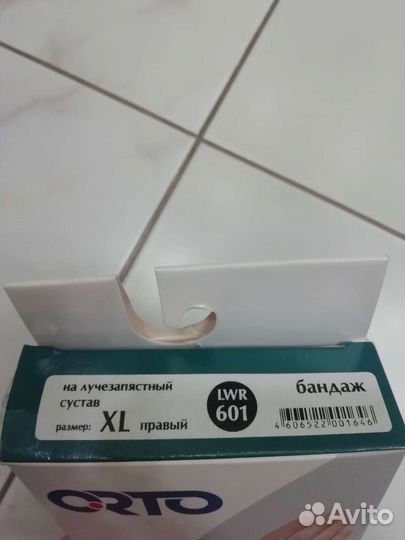 на лучезапястный
сустав
размер: XL правый
LWR
601
бандаж
4 606522 001646
ORTO
Avito